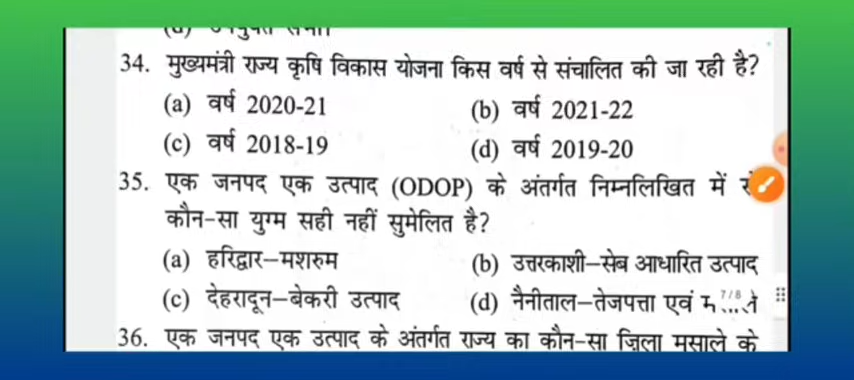 34. मुख्यमंत्री राज्य कृषि विकास योजना किस वर्ष से संचालित की जा रही है?
(a) वर्ष 2020-21 (b) वर्ष 2021-22
(c) वर्ष 2018-19 (d) वर्ष 2019-20
35. एक जनपद एक उत्पाद (ODOP) के अंतर्गत निम्नलिखित में
कौन-सा युग्म सही नहीं सुमेलित है?
(a) हरिद्वार–मशरुम (b) उत्तरकाशी–सेब आधारित उत्पाद
(c) देहरादून–बेकरी उत्पाद (d) नैनीताल–तेजपत्ता एवं
7/8
36. एक जनपद एक उत्पाद के अंतर्गत राज्य का कौन-सा ज़िला मसाले के